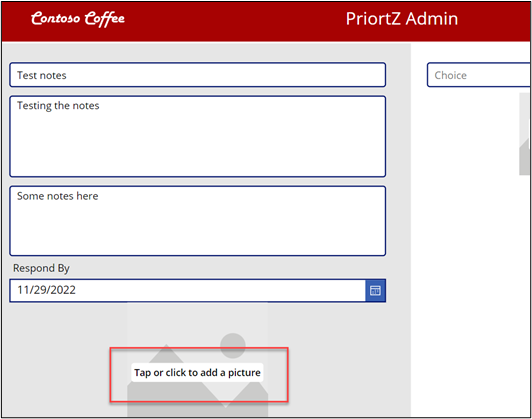 Contoso Coffee
PriortZ Admin
Test notes
Testing the notes
Some notes here
Respond By
11/29/2022
Tap or click to add a picture
Choice